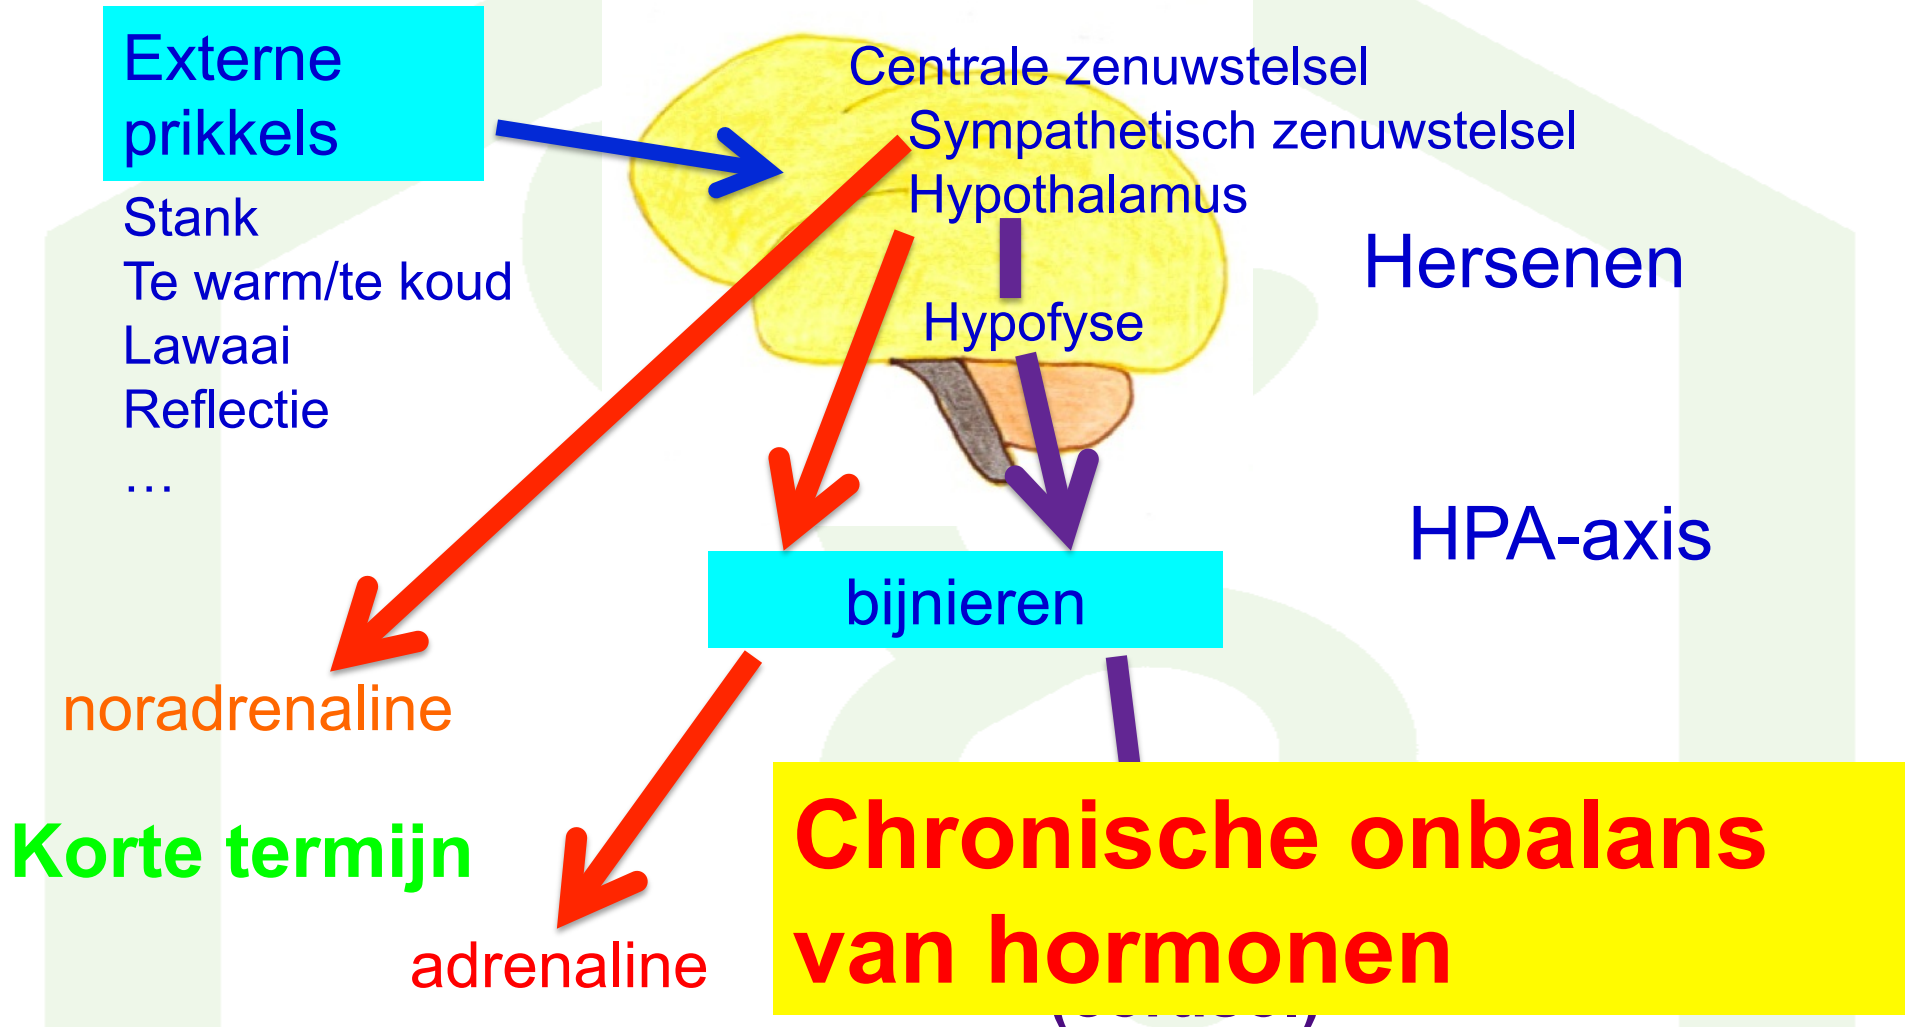 Externe
prikkels
Stank
Te warm/te koud
Lawaai
Reflectie
…
Centrale zenuwstelsel
Sympathetisch zenuwstelsel
Hypothalamus
Hypofyse
Hersenen
HPA-axis
bijnieren
noradrenaline
Korte termijn
adrenaline
Chronische onbalans
van hormonen